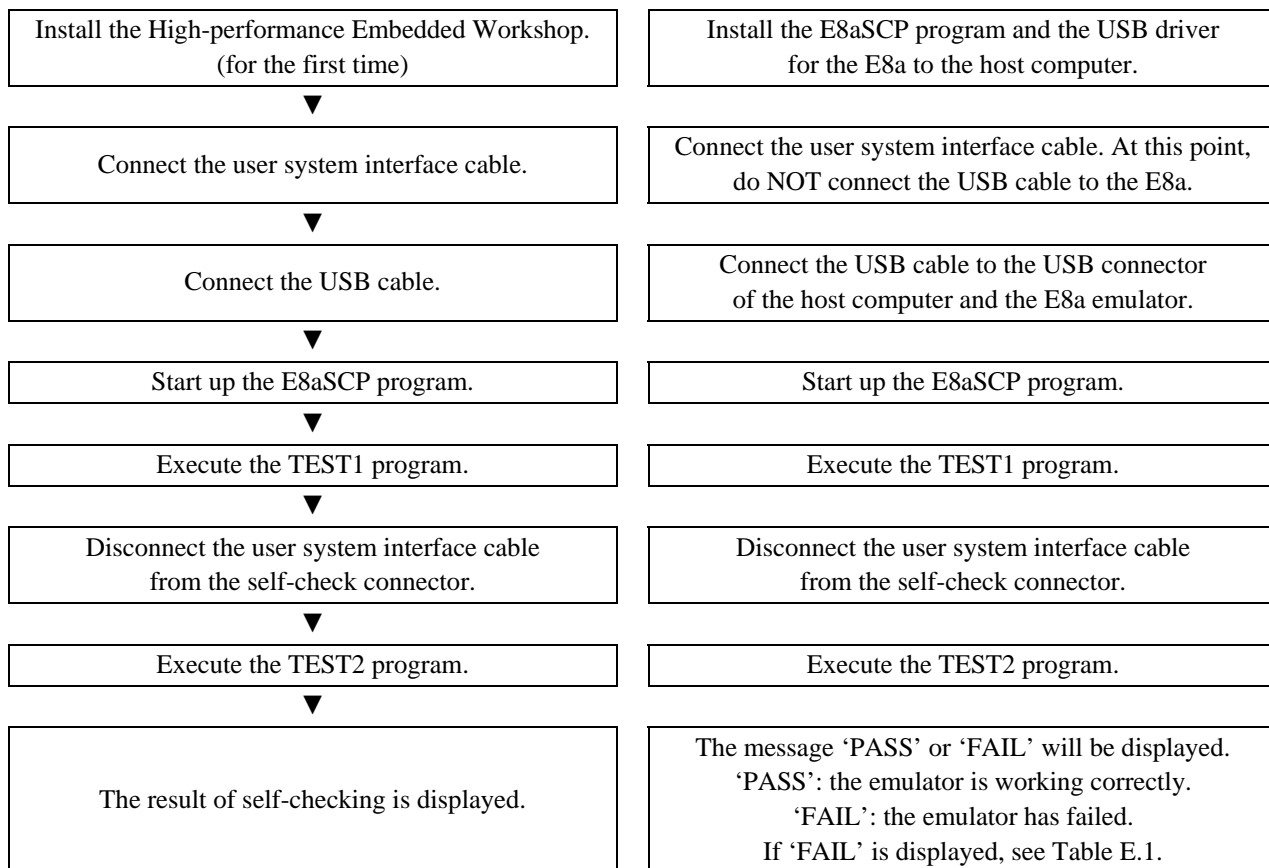 Install the High-performance Embedded Workshop.
(for the first time)
Install the E8aSCP program and the USB driver
for the E8a to the host computer.
▼
Connect the user system interface cable.
Connect the user system interface cable. At this point,
do NOT connect the USB cable to the E8a.
▼
Connect the USB cable.
Connect the USB cable to the USB connector
of the host computer and the E8a emulator.
▼
Start up the E8aSCP program.
Start up the E8aSCP program.
▼
Execute the TEST1 program.
Execute the TEST1 program.
▼
Disconnect the user system interface cable
from the self-check connector.
Disconnect the user system interface cable
from the self-check connector.
▼
Execute the TEST2 program.
Execute the TEST2 program.
▼
The result of self-checking is displayed.
The message ‘PASS’ or ‘FAIL’ will be displayed.
‘PASS’: the emulator is working correctly.
‘FAIL’: the emulator has failed.
If ‘FAIL’ is displayed, see Table E.1.